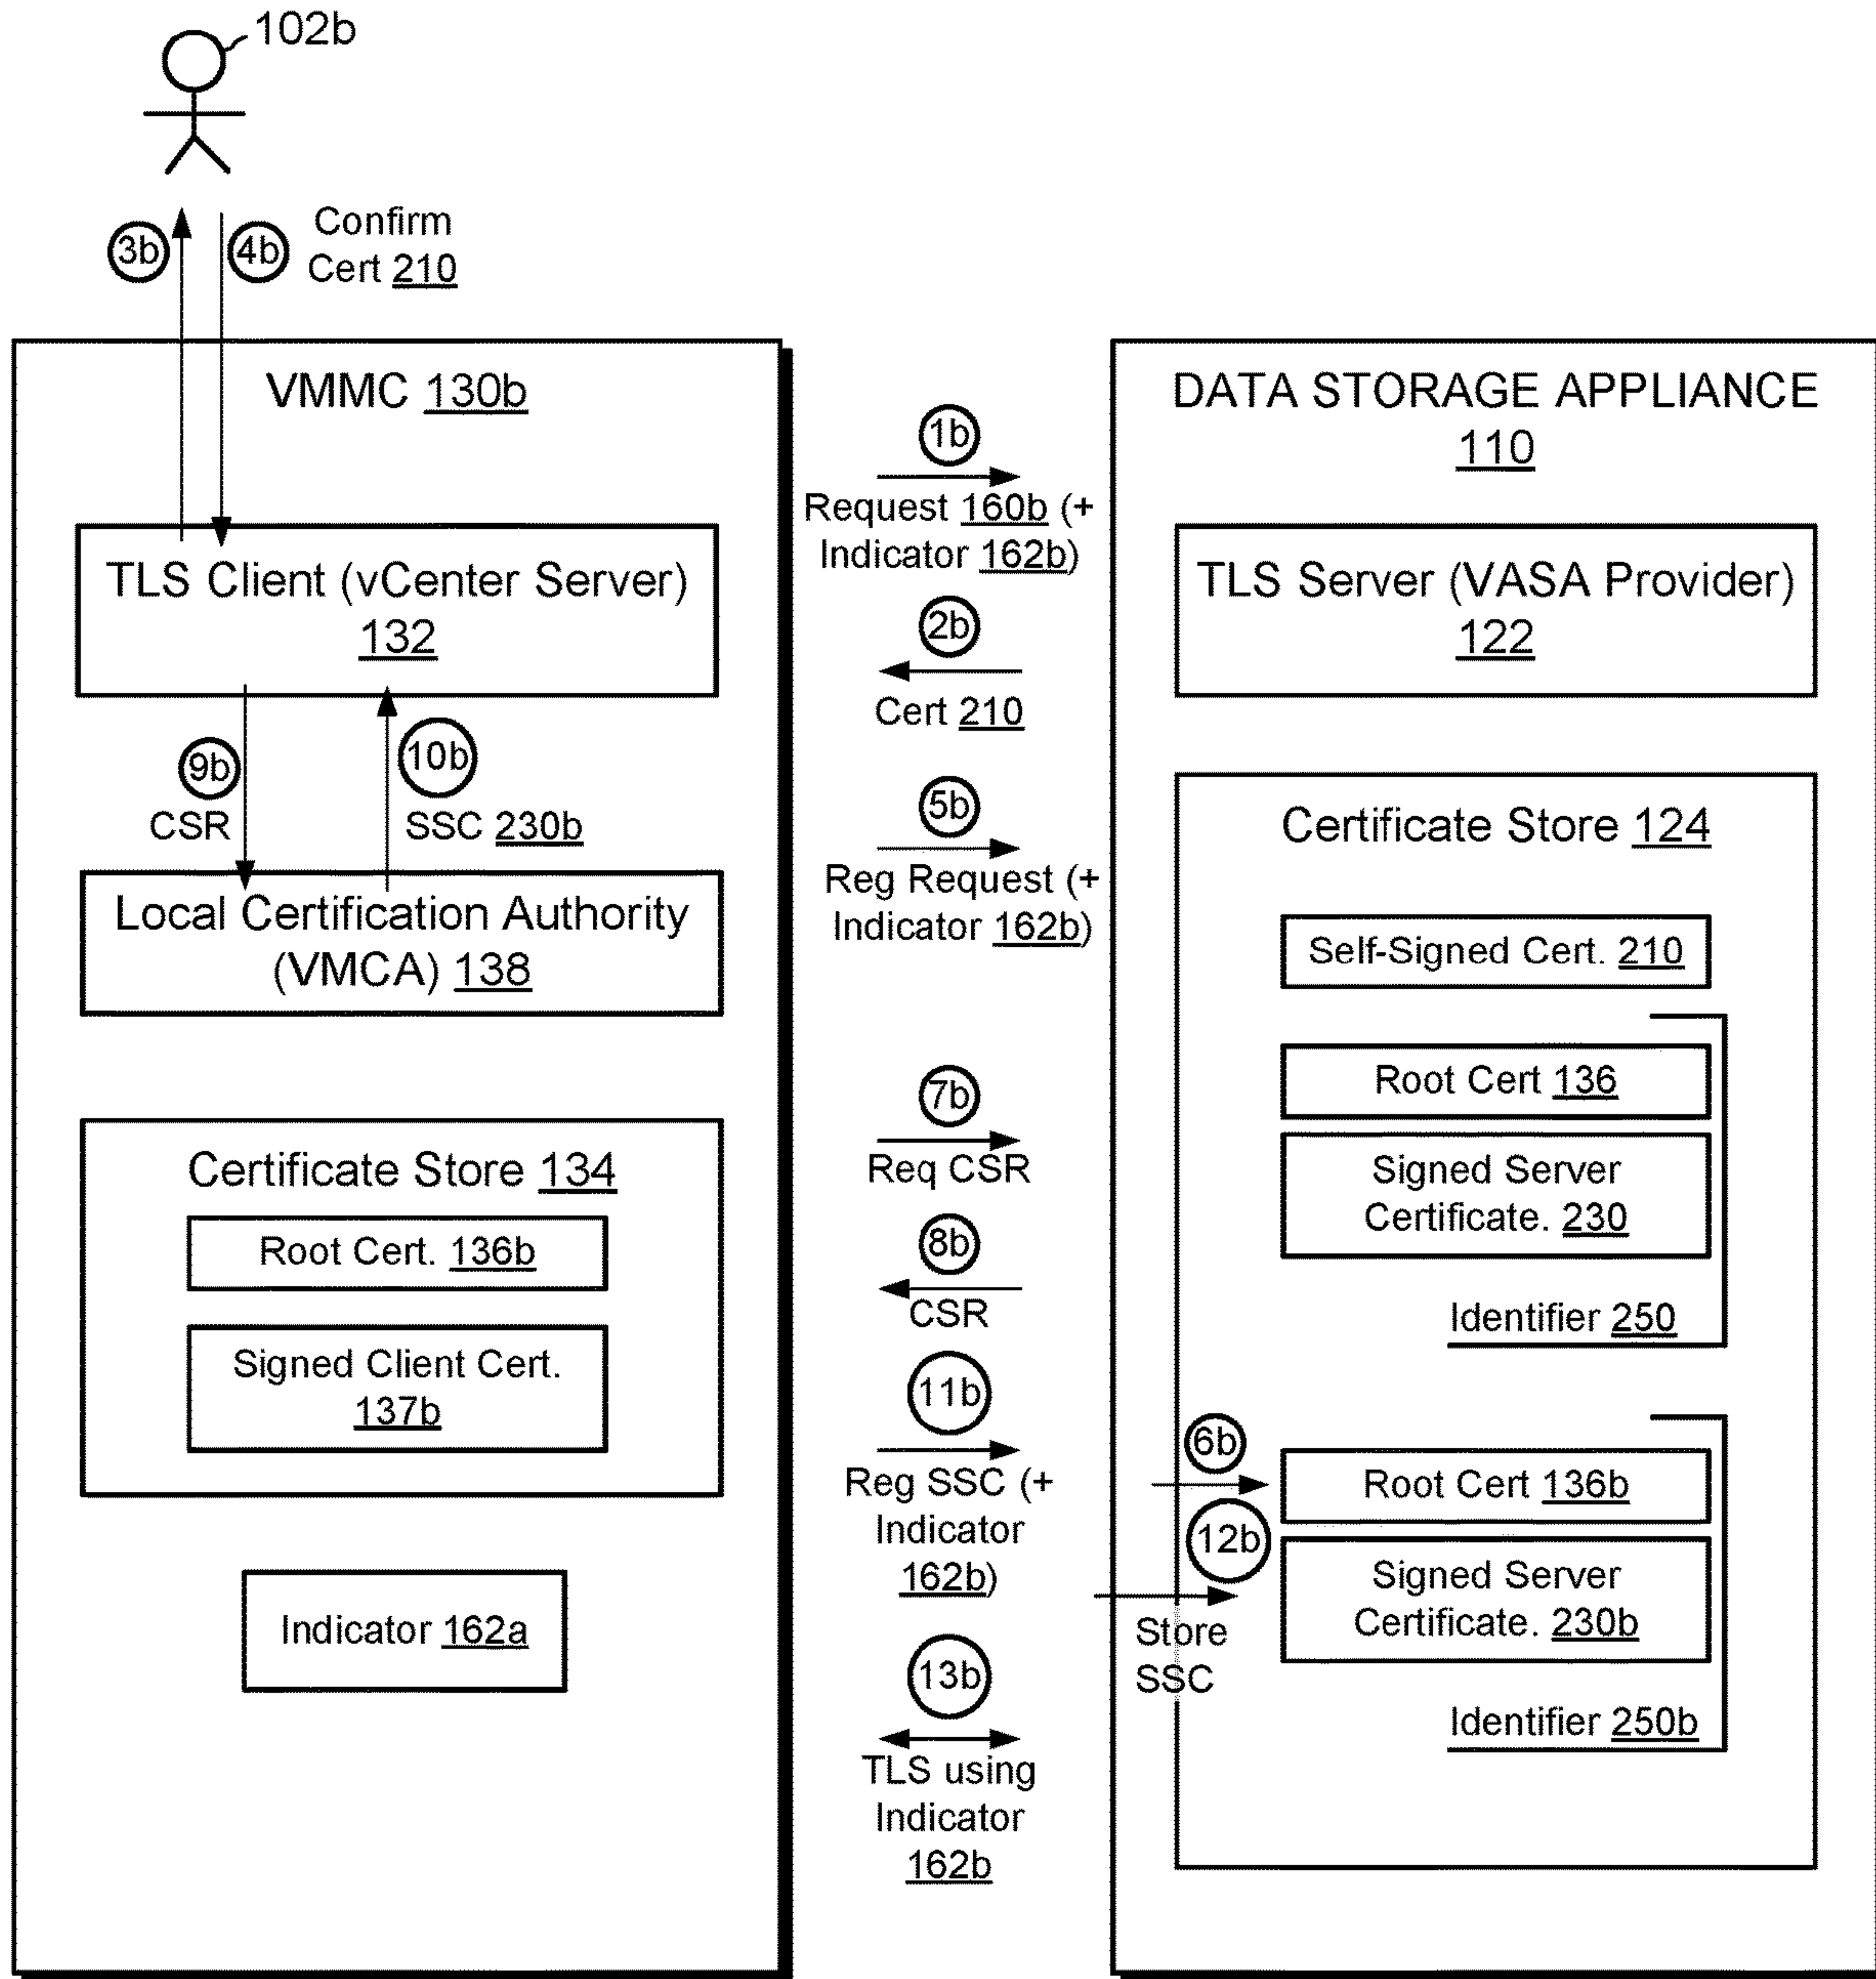 102b
3b
4b
Confirm
Cert 210
VMMC 130b
TLS Client (vCenter Server)
132
9b
CSR
10b
SSC 230b
Local Certification Authority
(VMCA) 138
Certificate Store 134
Root Cert. 136b
Signed Client Cert.
137b
Indicator 162a
1b
Request 160b (+
Indicator 162b)
2b
Cert 210
5b
Reg Request (+
Indicator 162b)
7b
Req CSR
8b
CSR
11b
Reg SSC (+
Indicator
162b)
13b
TLS using
Indicator
162b
DATA STORAGE APPLIANCE
110
TLS Server (VASA Provider)
122
Certificate Store 124
Self-Signed Cert. 210
Root Cert 136
Signed Server
Certificate. 230
Identifier 250
6b
Root Cert 136b
12b
Store
SSC
Signed Server
Certificate. 230b
Identifier 250b